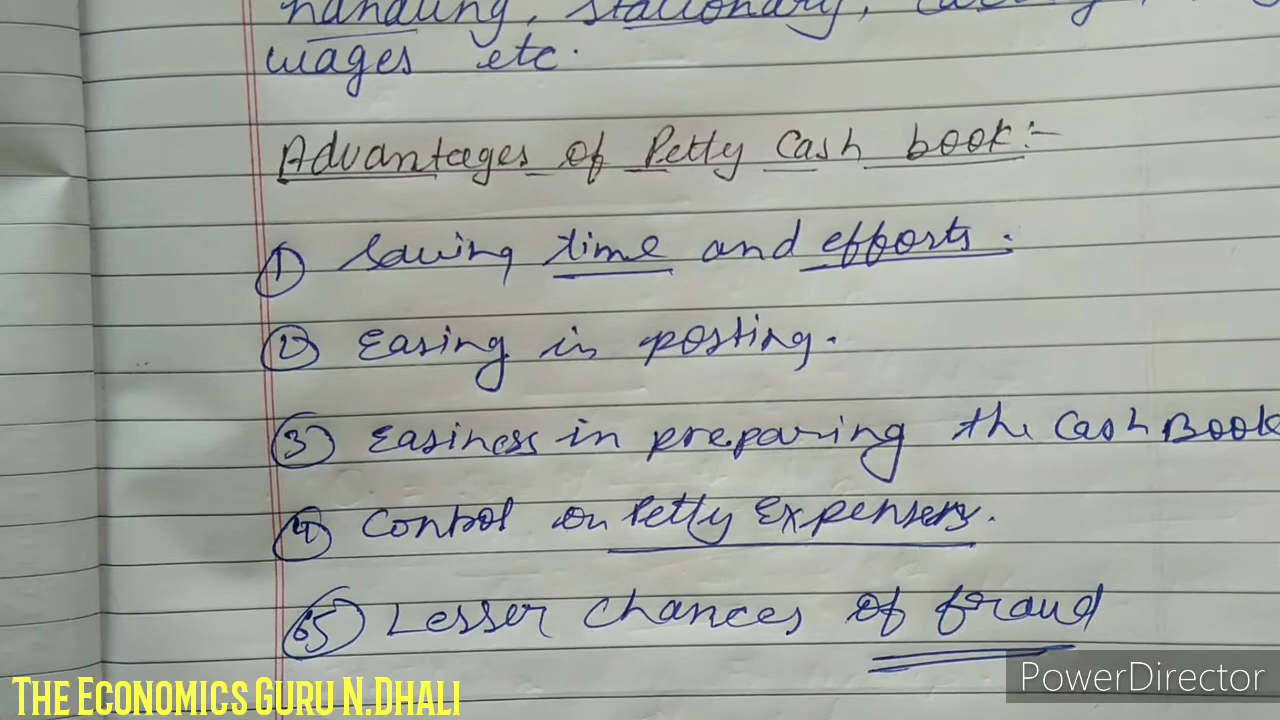 handling, stationary,
wages etc.
Advantages of Petty Cash book:-
① Saving time and efforts.
② Easing in posting.
③ Easiness in preparing the Cash Book
④ Control on Petty Expenses.
⑤ Lesser chances of fraud
PowerDirector
THE ECONOMICS GURU N.DHALI